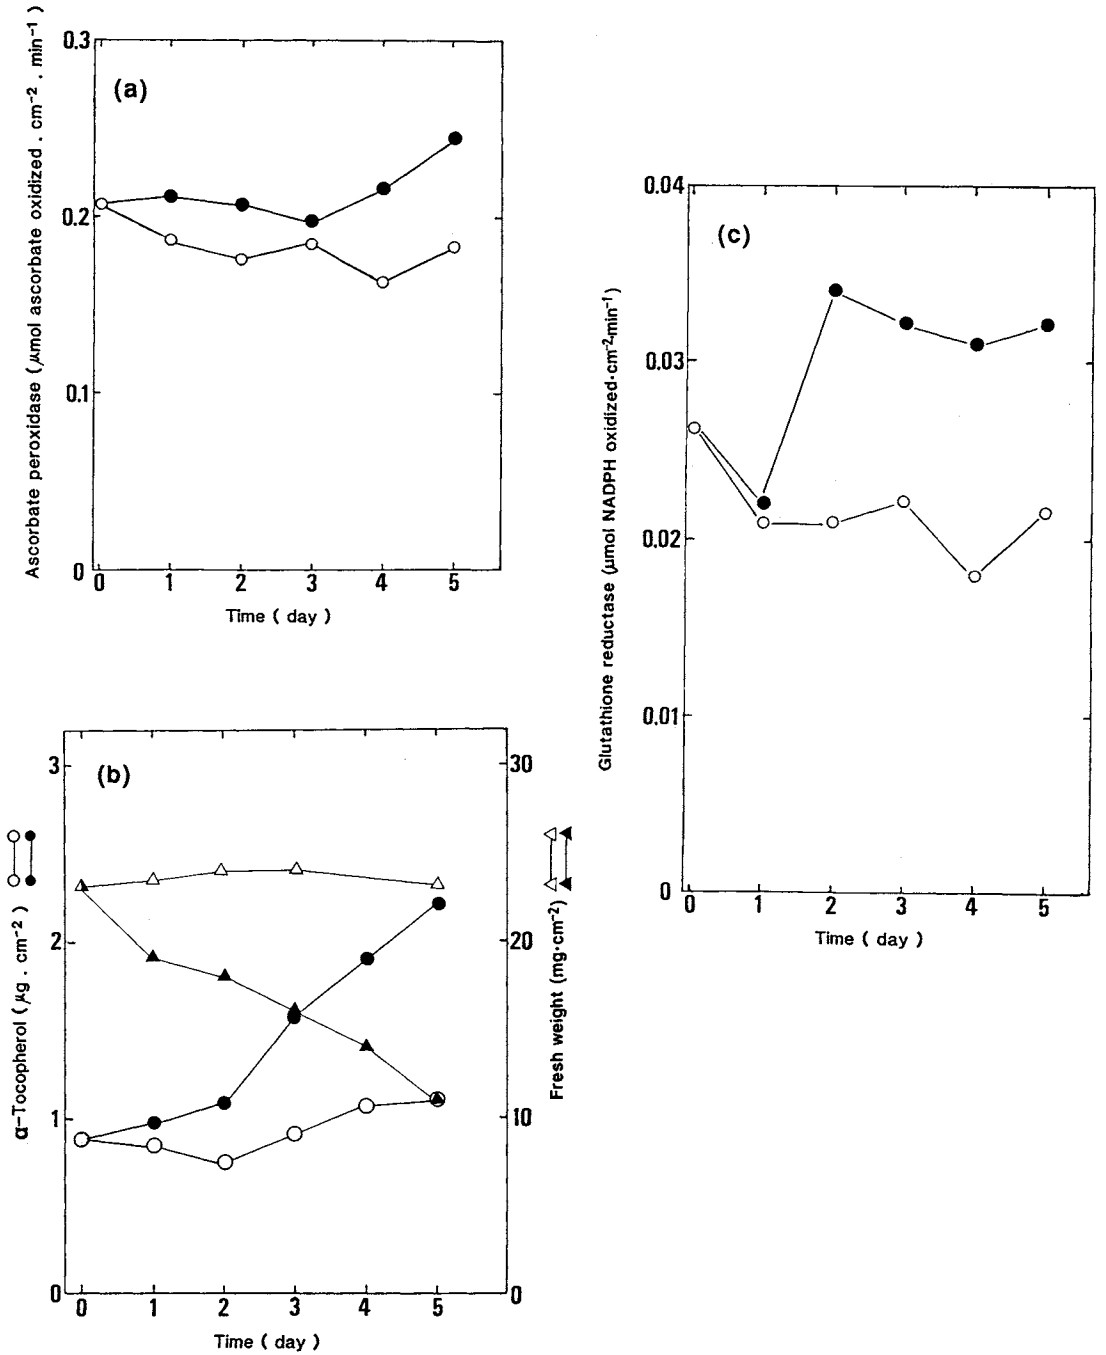 Ascorbate peroxidase ( μmol ascorbate oxidized . cm⁻² . min⁻¹ )
(a)
0.3
0.2
0.1
0
0 1 2 3 4 5
Time ( day )
α-Tocopherol ( μg . cm⁻² )
(b)
3
2
1
0
30
20
10
0
Fresh weight (mg·cm⁻²)
0 1 2 3 4 5
Time ( day )
Glutathione reductase (μmol NADPH oxidized·cm⁻²·min⁻¹)
(c)
0.04
0.03
0.02
0.01
0
0 1 2 3 4 5
Time ( day )